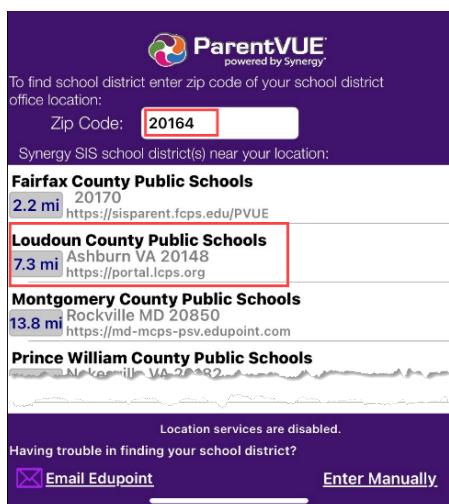 ParentVUE
powered by Synergy
To find school district enter zip code of your school district
office location:
Zip Code: 20164
Synergy SIS school district(s) near your location:
Fairfax County Public Schools
2.2 mi 20170
https://sisparent.fcps.edu/PVUE
Loudoun County Public Schools
7.3 mi Ashburn VA 20148
https://portal.lcps.org
Montgomery County Public Schools
13.8 mi Rockville MD 20850
https://md-mcps-psv.edupoint.com
Prince William County Public Schools
VA
Location services are disabled.
Having trouble in finding your school district?
Email Edupoint Enter Manually